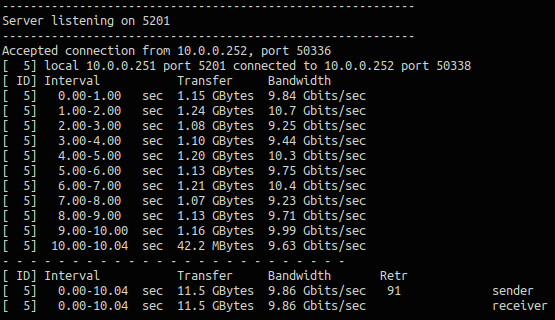 -----------------------------------------------------------
Server listening on 5201
-----------------------------------------------------------
Accepted connection from 10.0.0.252, port 50336
[  5] local 10.0.0.251 port 5201 connected to 10.0.0.252 port 50338
[ ID] Interval           Transfer     Bandwidth
[  5]   0.00-1.00   sec  1.15 GBytes  9.84 Gbits/sec
[  5]   1.00-2.00   sec  1.24 GBytes  10.7 Gbits/sec
[  5]   2.00-3.00   sec  1.08 GBytes  9.25 Gbits/sec
[  5]   3.00-4.00   sec  1.10 GBytes  9.44 Gbits/sec
[  5]   4.00-5.00   sec  1.20 GBytes  10.3 Gbits/sec
[  5]   5.00-6.00   sec  1.13 GBytes  9.75 Gbits/sec
[  5]   6.00-7.00   sec  1.21 GBytes  10.4 Gbits/sec
[  5]   7.00-8.00   sec  1.07 GBytes  9.23 Gbits/sec
[  5]   8.00-9.00   sec  1.13 GBytes  9.71 Gbits/sec
[  5]   9.00-10.00  sec  1.16 GBytes  9.99 Gbits/sec
[  5]  10.00-10.04  sec  42.2 MBytes  9.63 Gbits/sec
- - - - - - - - - - - - - - - - - - - - - - - - -
[ ID] Interval           Transfer     Bandwidth       Retr
[  5]   0.00-10.04  sec  11.5 GBytes  9.86 Gbits/sec   91             sender
[  5]   0.00-10.04  sec  11.5 GBytes  9.86 Gbits/sec                  receiver